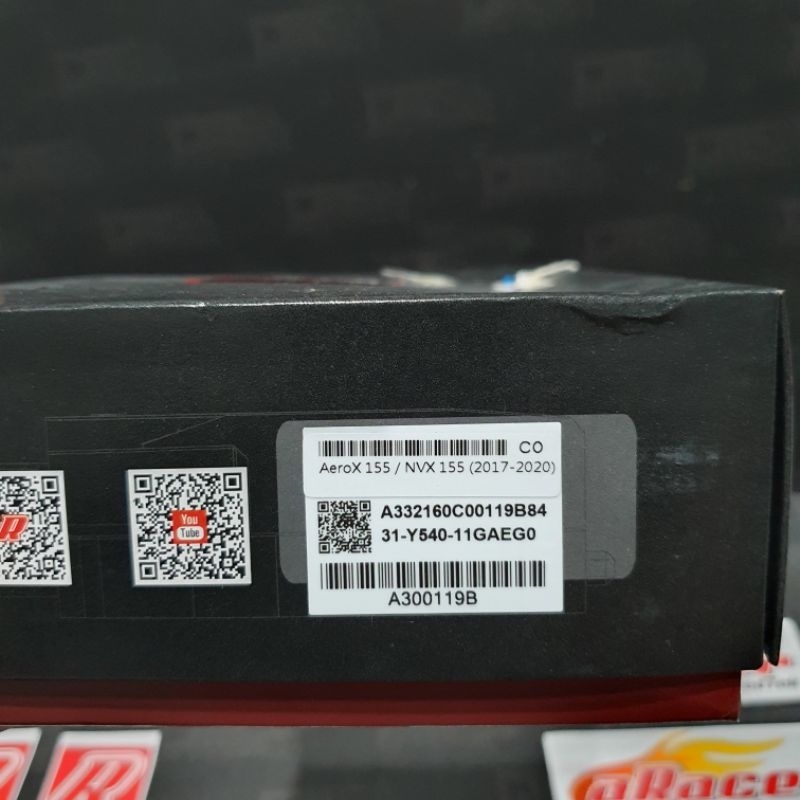 CO
AeroX 155 / NVX 155 (2017-2020)
A332160C00119B84
31-Y540-11GAEG0
A300119B
You
Tube
R
R
aRace